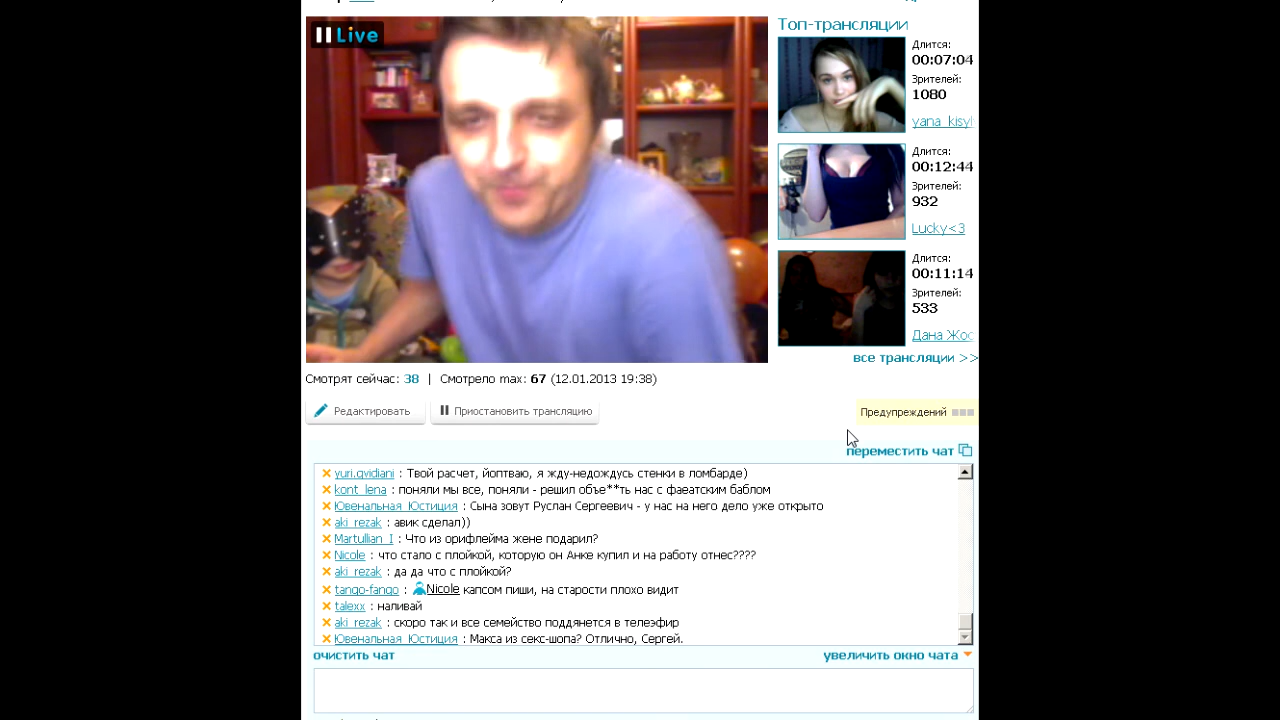 Live
Топ-трансляции
Длится:
00:07:04
Зрителей:
1080
yana_kisyl
Длится:
00:12:44
Зрителей:
932
Lucky<3
Длится:
00:11:14
Зрителей:
533
Дана Жос
все трансляции >>
Смотрят сейчас: 38 | Смотрело max: 67 (12.01.2013 19:38)
Редактировать
Приостановить трансляцию
Предупреждений
переместить чат
yuri.gvidiani : Твой расчет, йоптваю, я жду-недождусь стенки в ломбарде)
kont_lena : поняли мы все, поняли - решил объе**ть нас с фаеатским баблом
Ювенальная_Юстиция : Сына зовут Руслан Сергеевич - у нас на него дело уже открыто
aki_rezak : авик сделал))
Martullian_I : Что из орифлейма жене подарил?
Nicole : что стало с плойкой, которую он Анке купил и на работу отнес????
aki_rezak : да да что с плойкой?
tango-fango : Nicole капсом пиши, на старости плохо видит
talexx : наливай
aki_rezak : скоро так и все семейство поддянется в телеэфир
Ювенальная_Юстиция : Макса из секс-шопа? Отлично, Сергей.
очистить чат
увеличить окно чата